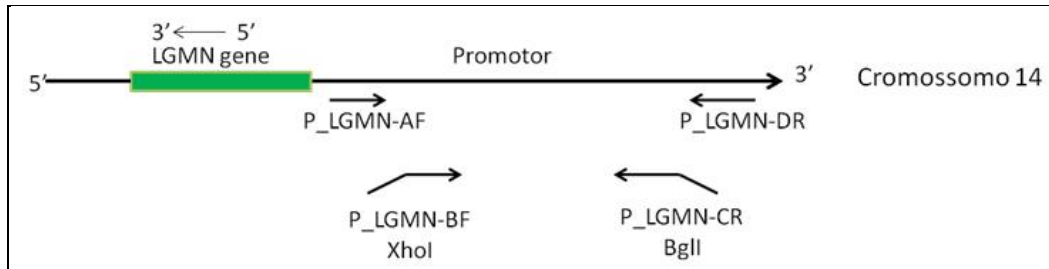 3’ 5’
LGMN gene
Promotor
5’ 3’ Cromossomo 14
P_LGMN-AF P_LGMN-DR
P_LGMN-BF P_LGMN-CR
XhoI BglI